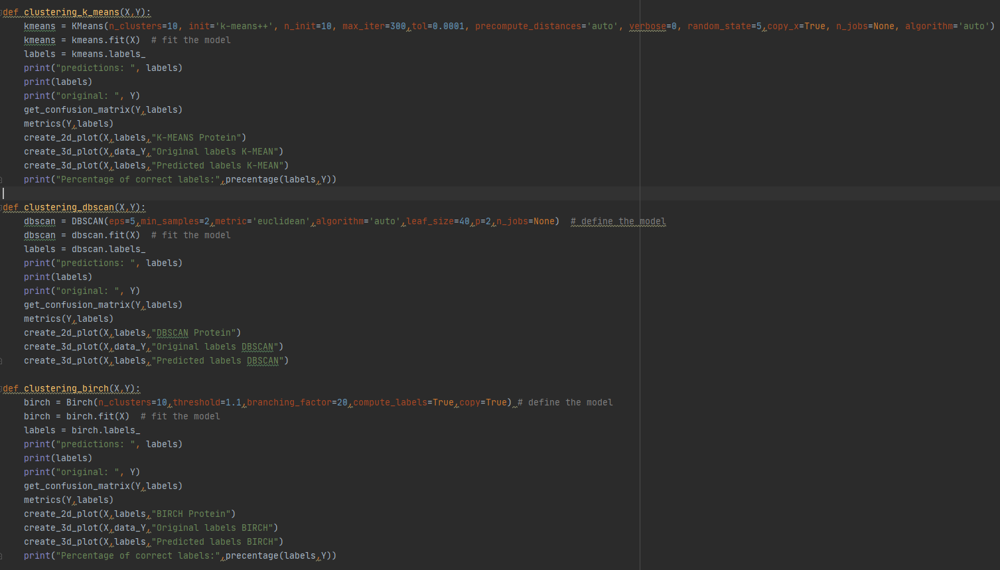 def clustering_k_means(X,Y):
    kmeans = KMeans(n_clusters=10, init='k-means++', n_init=10, max_iter=300,tol=0.0001, precompute_distances='auto', verbose=0, random_state=5,copy_x=True, n_jobs=None, algorithm='auto')
    kmeans = kmeans.fit(X)  # fit the model
    labels = kmeans.labels_
    print("predictions: ", labels)
    print(labels)
    print("original: ", Y)
    get_confusion_matrix(Y,labels)
    metrics(Y,labels)
    create_2d_plot(X,labels,"K-MEANS Protein")
    create_3d_plot(X,data_Y,"Original labels K-MEAN")
    create_3d_plot(X,labels,"Predicted labels K-MEAN")
    print("Percentage of correct labels:",precentage(labels,Y))
def clustering_dbscan(X,Y):
    dbscan = DBSCAN(eps=5,min_samples=2,metric='euclidean',algorithm='auto',leaf_size=40,p=2,n_jobs=None)  # define the model
    dbscan = dbscan.fit(X)  # fit the model
    labels = dbscan.labels_
    print("predictions: ", labels)
    print(labels)
    print("original: ", Y)
    get_confusion_matrix(Y,labels)
    metrics(Y,labels)
    create_2d_plot(X,labels,"DBSCAN Protein")
    create_3d_plot(X,data_Y,"Original labels DBSCAN")
    create_3d_plot(X,labels,"Predicted labels DBSCAN")
def clustering_birch(X,Y):
    birch = Birch(n_clusters=10,threshold=1.1,branching_factor=20,compute_labels=True,copy=True) # define the model
    birch = birch.fit(X)  # fit the model
    labels = birch.labels_
    print("predictions: ", labels)
    print(labels)
    print("original: ", Y)
    get_confusion_matrix(Y,labels)
    metrics(Y,labels)
    create_2d_plot(X,labels,"BIRCH Protein")
    create_3d_plot(X,data_Y,"Original labels BIRCH")
    create_3d_plot(X,labels,"Predicted labels BIRCH")
    print("Percentage of correct labels:",precentage(labels,Y))